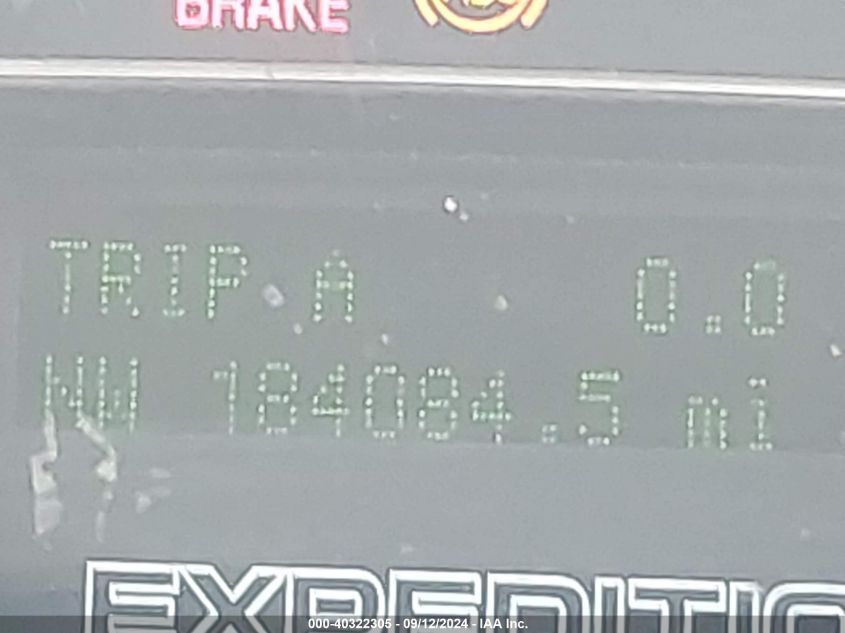 BRAKE
TRIP A 0.0
NW 184084.5 mi
EXPEDITIO
000-40322305 - 09/12/2024 - IAA Inc.